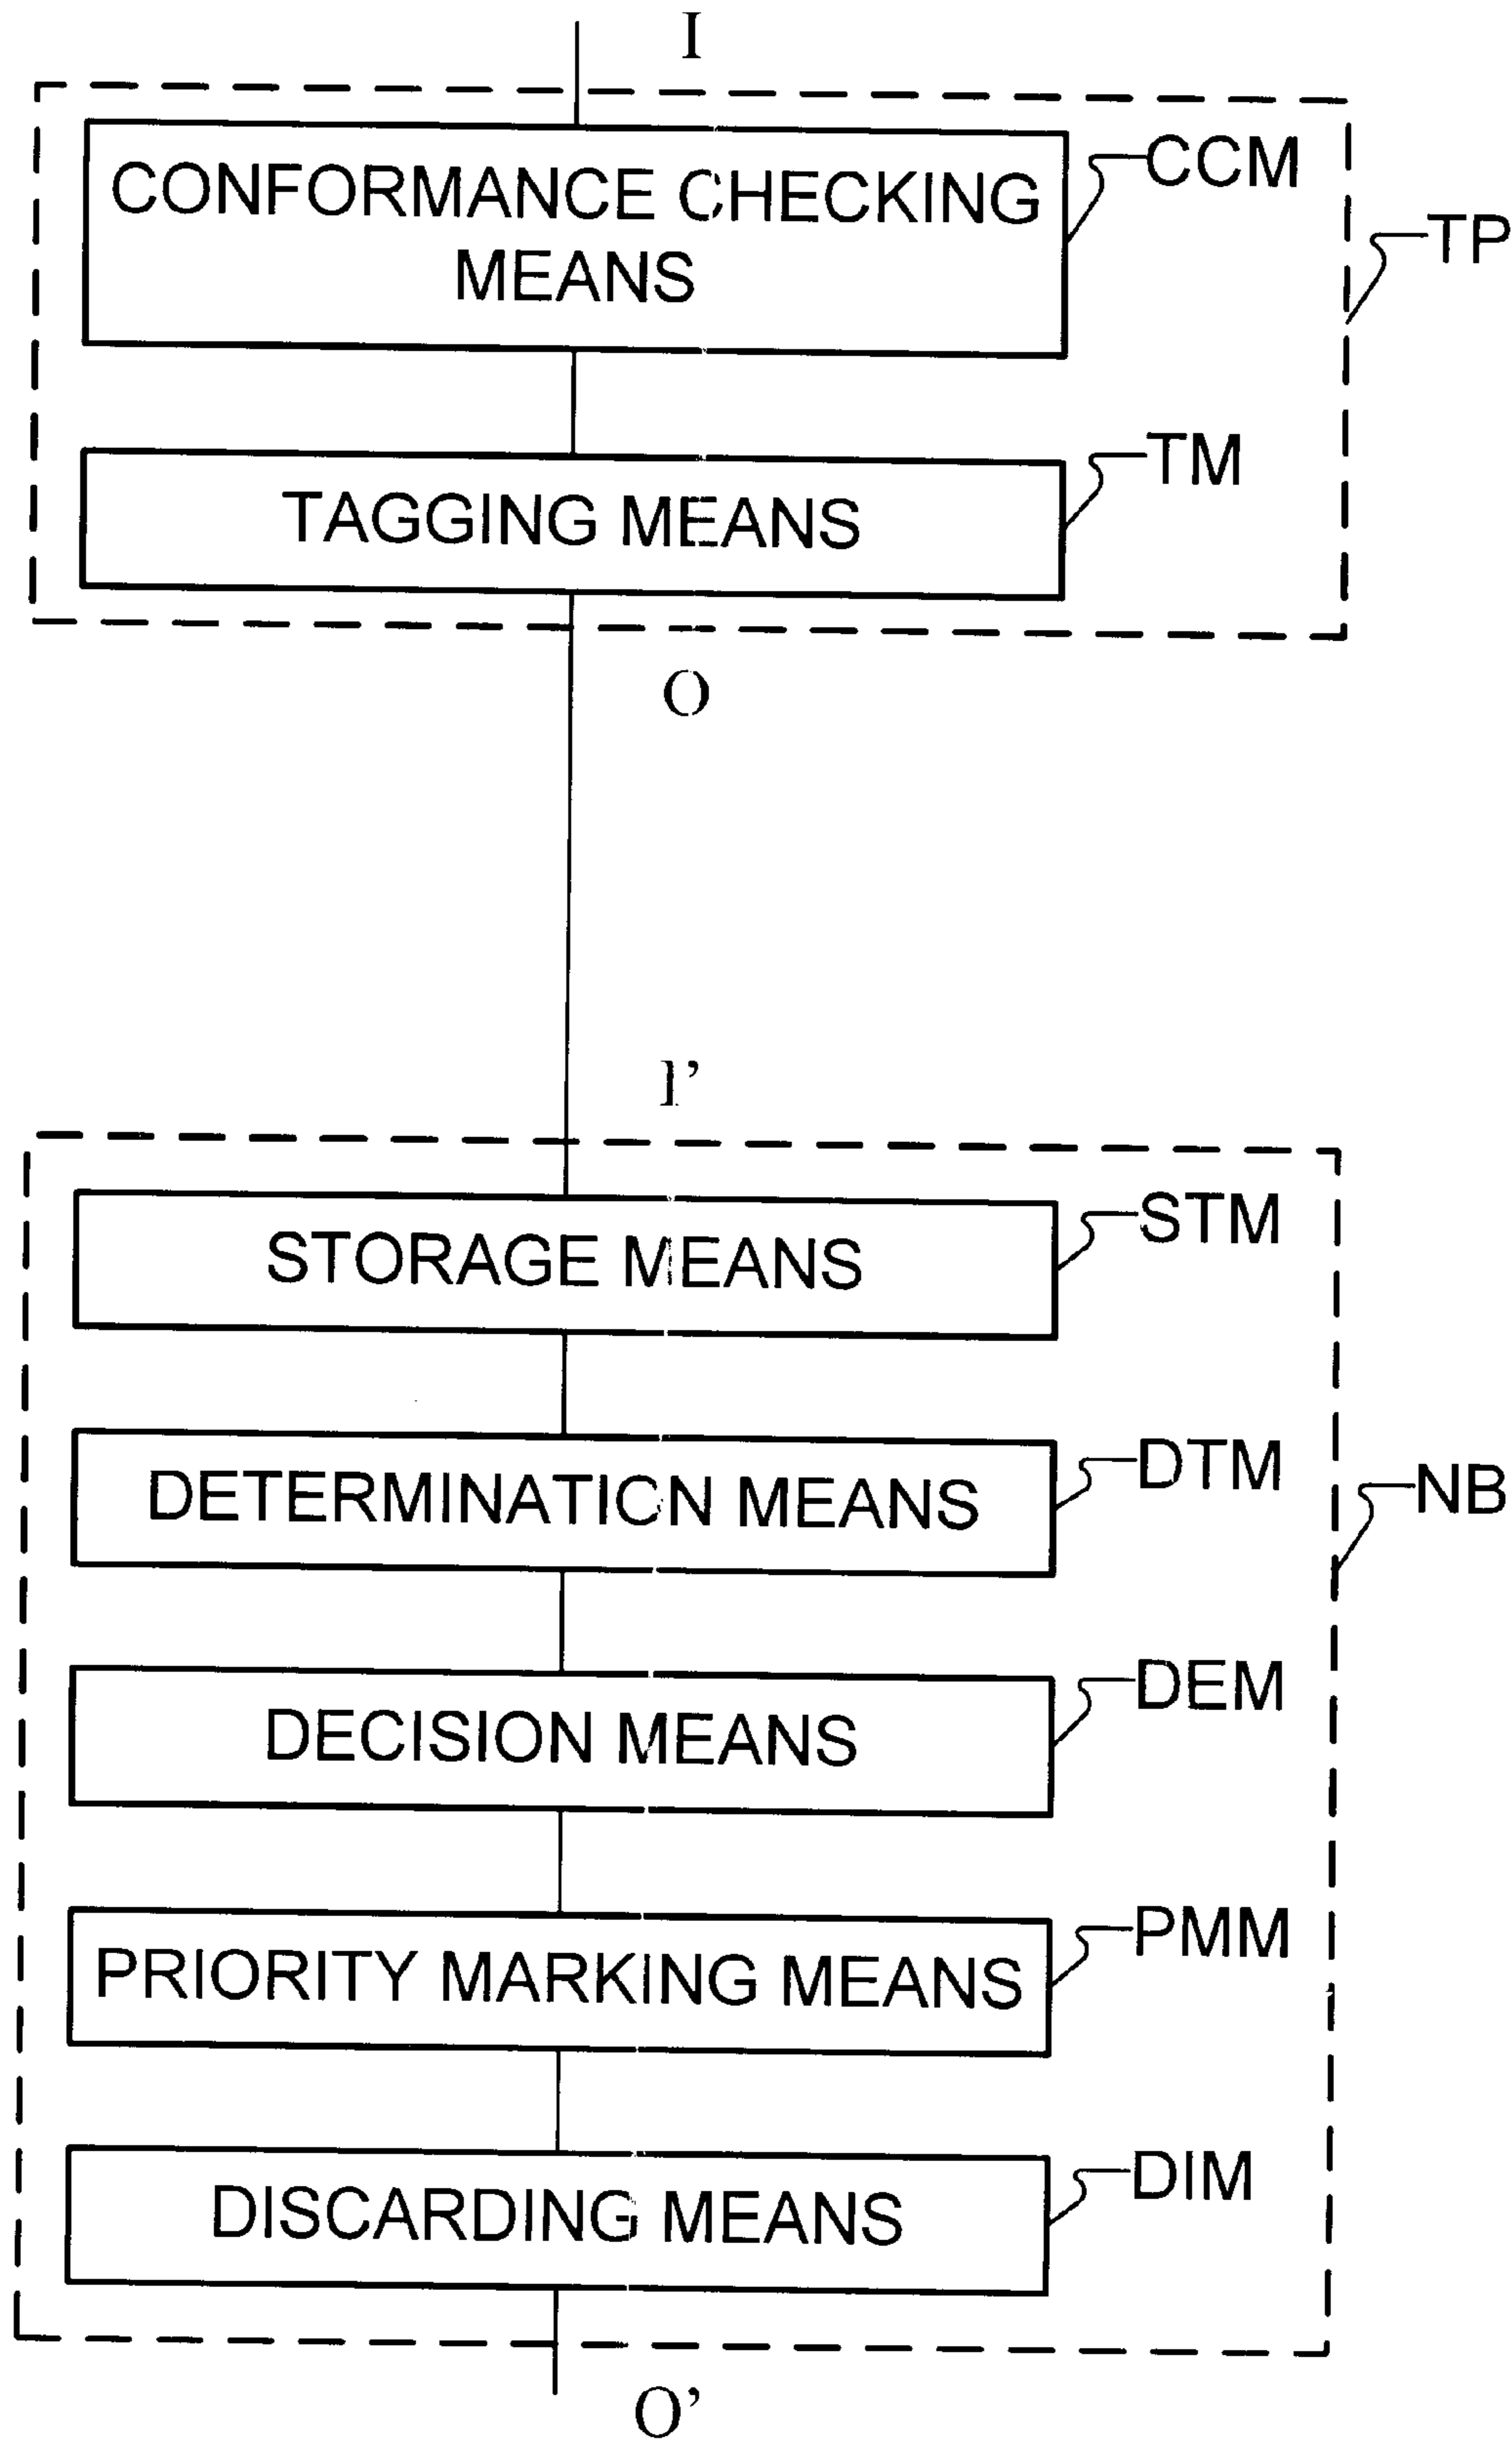 I
CONFORMANCE CHECKING
MEANS
CCM
TP
TAGGING MEANS
TM
O
I'
STORAGE MEANS
STM
DETERMINATION MEANS
DTM
NB
DECISION MEANS
DEM
PRIORITY MARKING MEANS
PMM
DISCARDING MEANS
DIM
O'